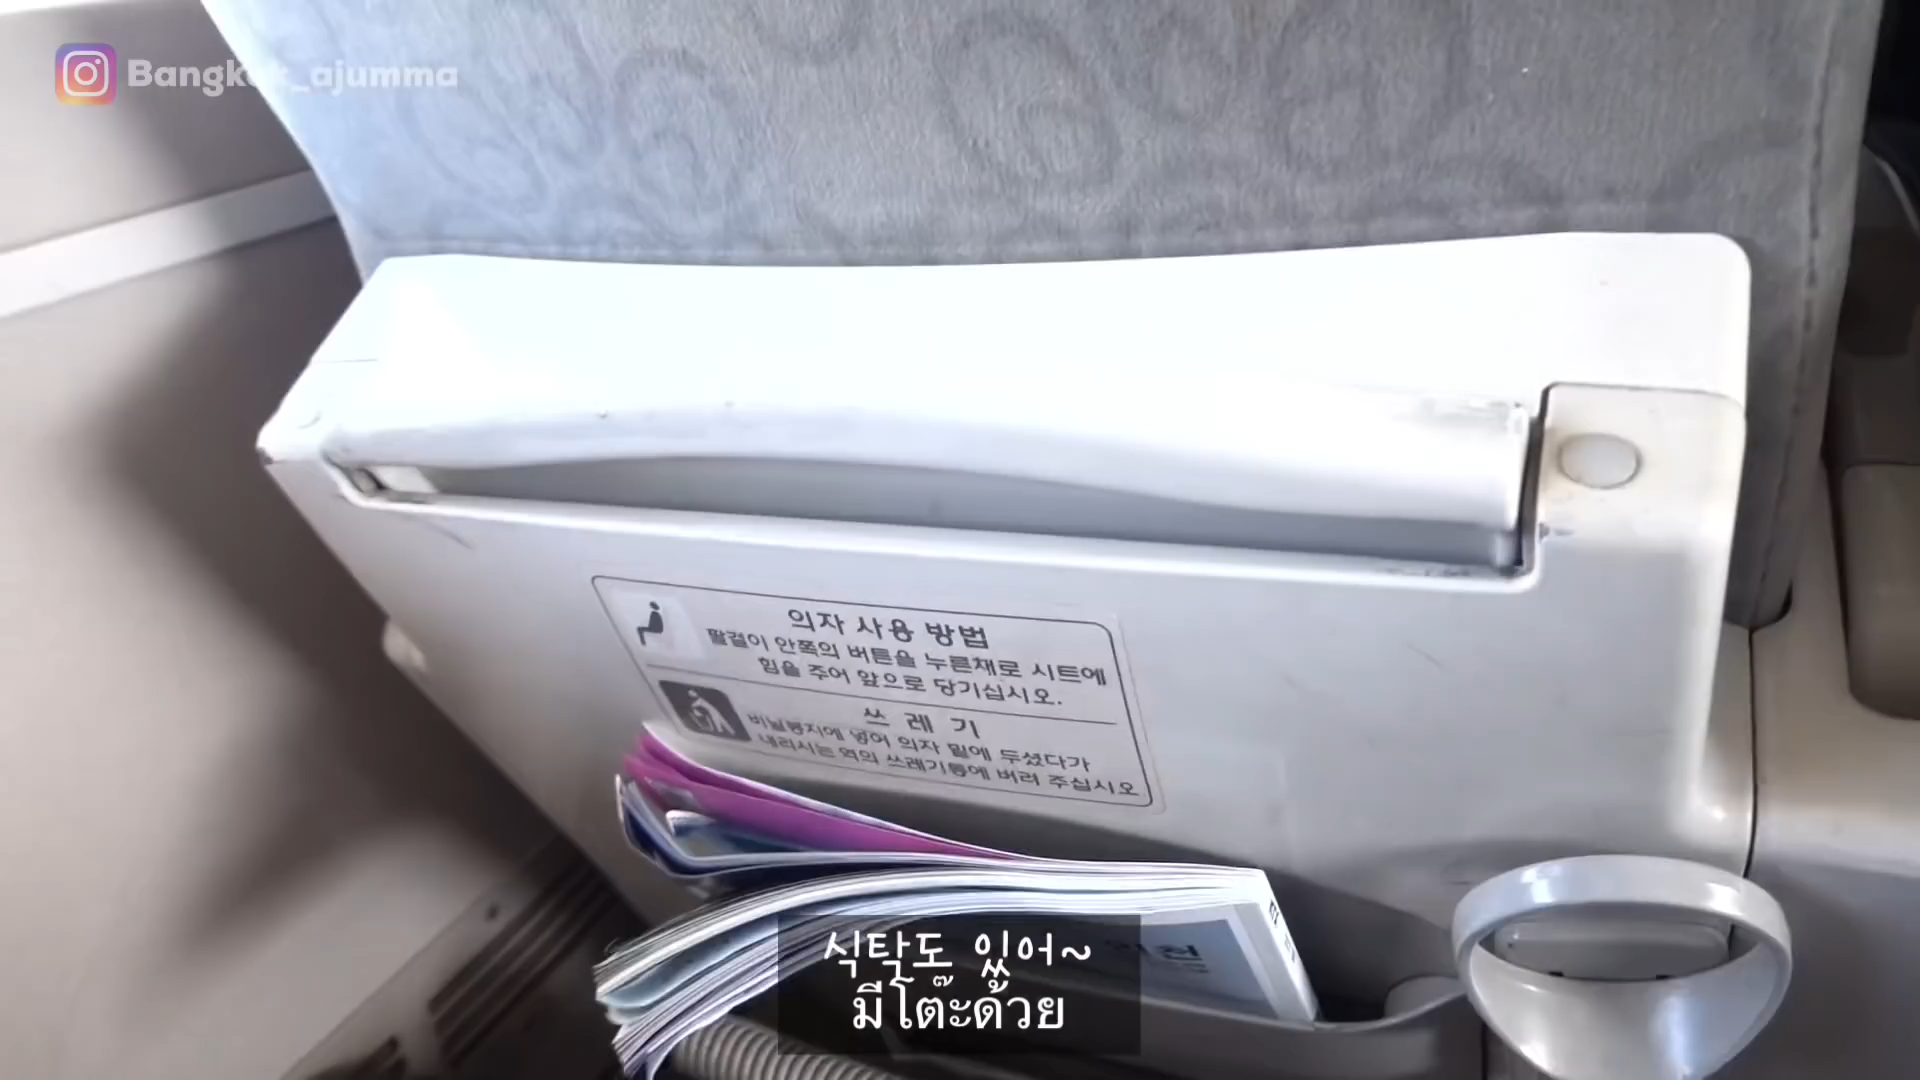 Bangkok_ajumma
의자 사용 방법
팔걸이 안쪽의 버튼을 누른채로 시트에
힘을 주어 앞으로 당기십시오.
쓰 레 기
비닐봉지에 넣어 의자 밑에 두셨다가
내리시는 역의 쓰레기통에 버려 주십시오
식탁도 있어~
มีโต๊ะด้วย